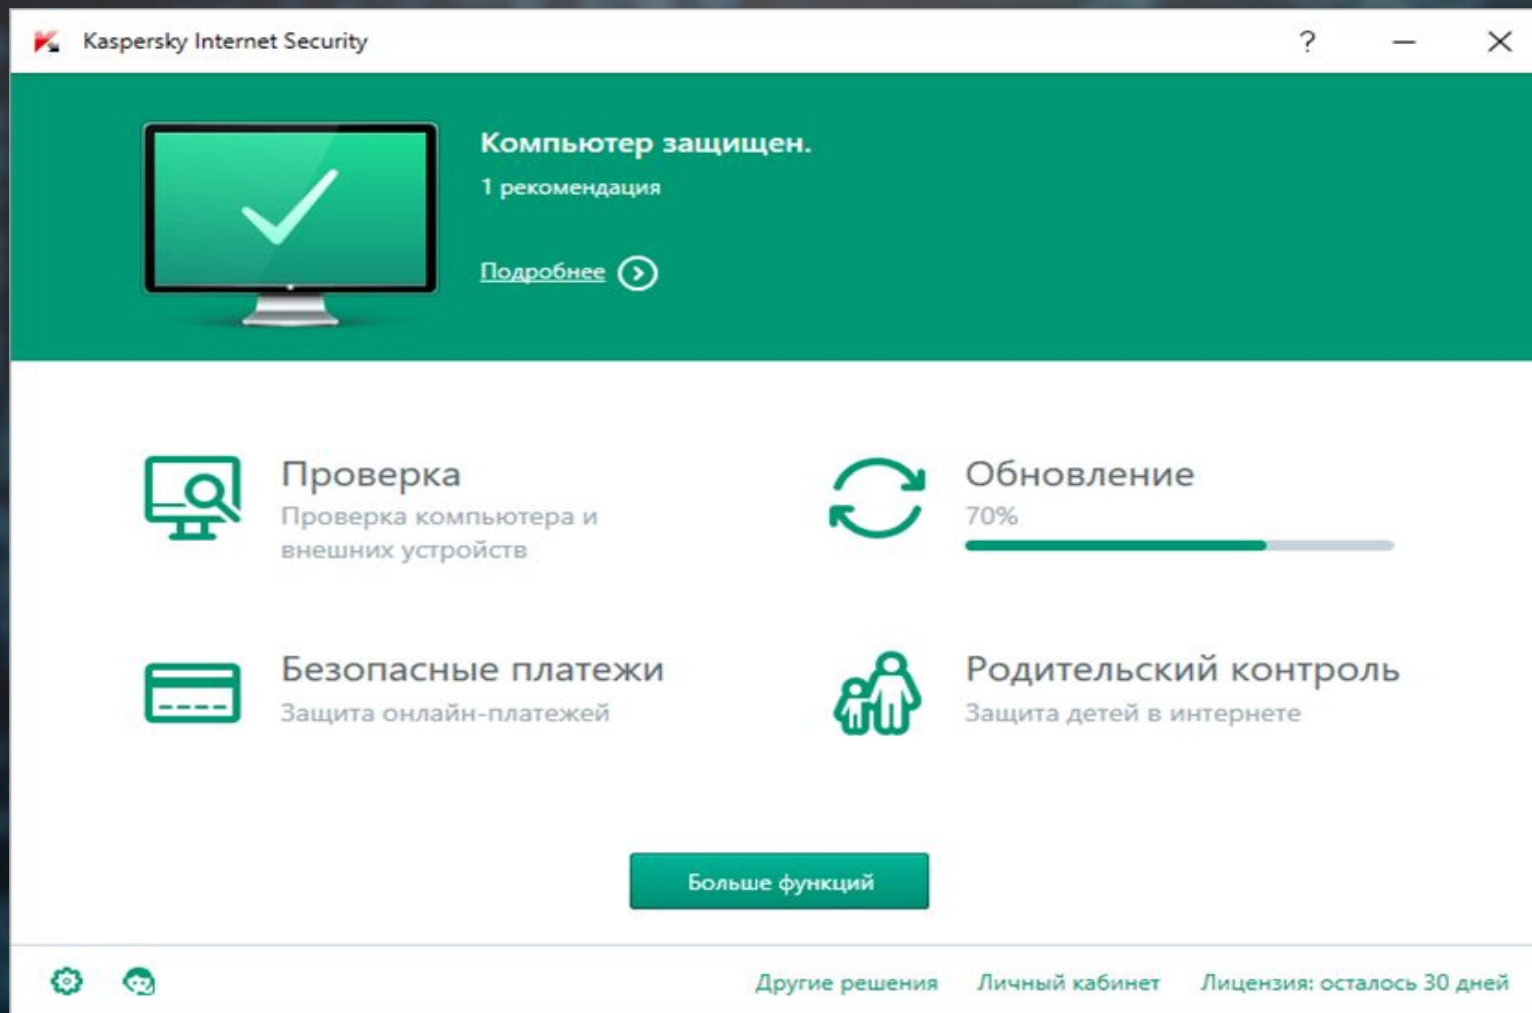 Kaspersky Internet Security
?
Компьютер защищен.
1 рекомендация
Подробнее
Проверка
Проверка компьютера и
внешних устройств
Обновление
70%
Безопасные платежи
Защита онлайн-платежей
Родительский контроль
Защита детей в интернете
Больше функций
Другие решения
Личный кабинет
Лицензия: осталось 30 дней